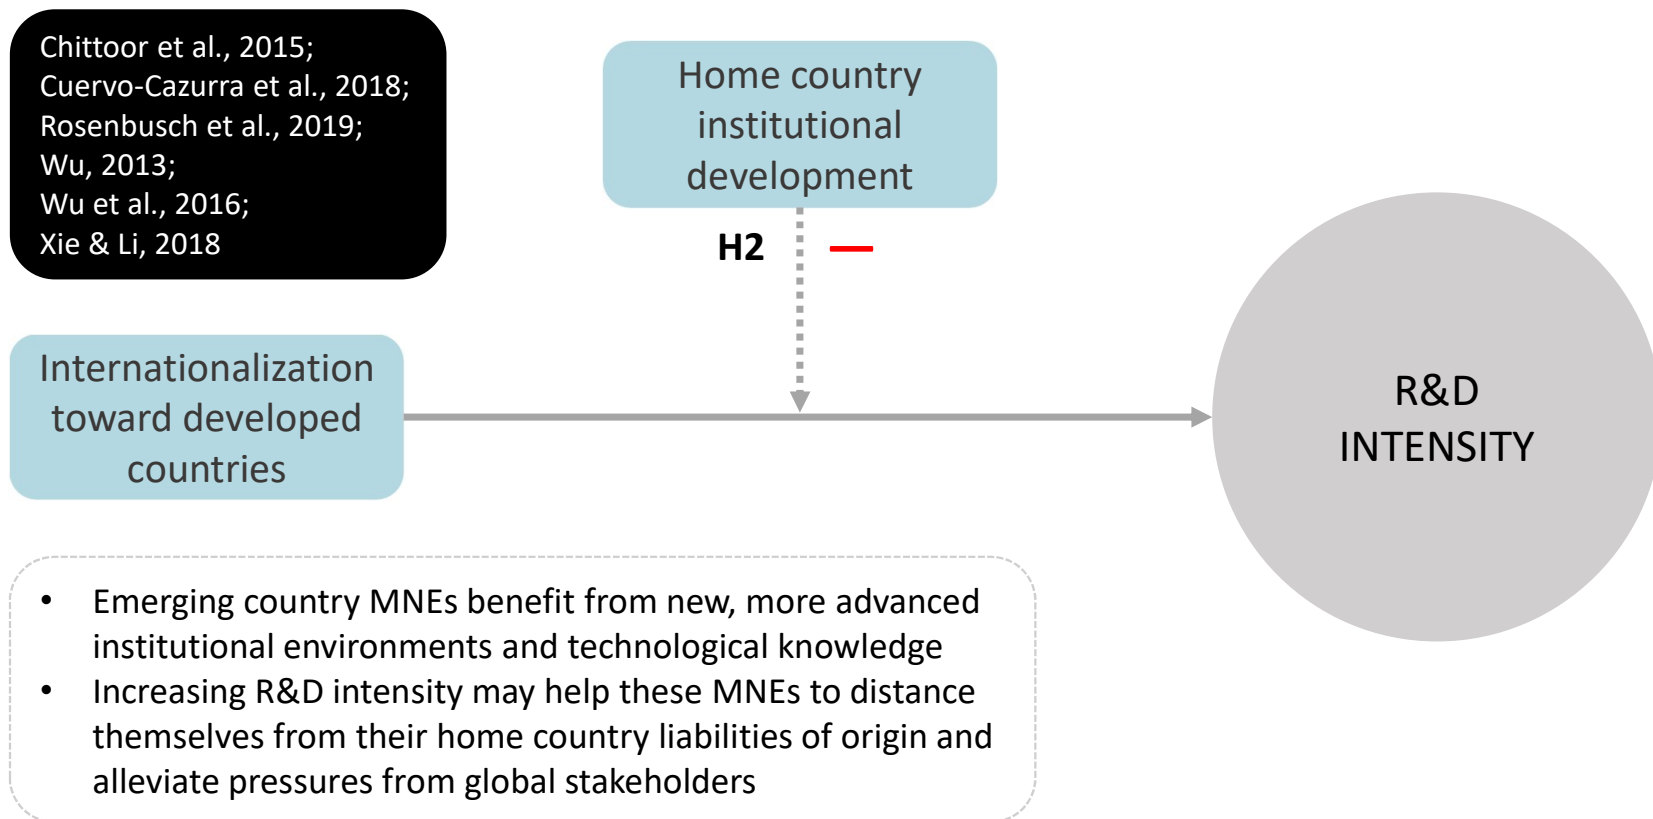 Chittoor et al., 2015;
Cuervo-Cazurra et al., 2018;
Rosenbusch et al., 2019;
Wu, 2013;
Wu et al., 2016;
Xie & Li, 2018
Home country
institutional
development
H2 —
Internationalization
toward developed
countries
R&D
INTENSITY
• Emerging country MNEs benefit from new, more advanced
institutional environments and technological knowledge
• Increasing R&D intensity may help these MNEs to distance
themselves from their home country liabilities of origin and
alleviate pressures from global stakeholders